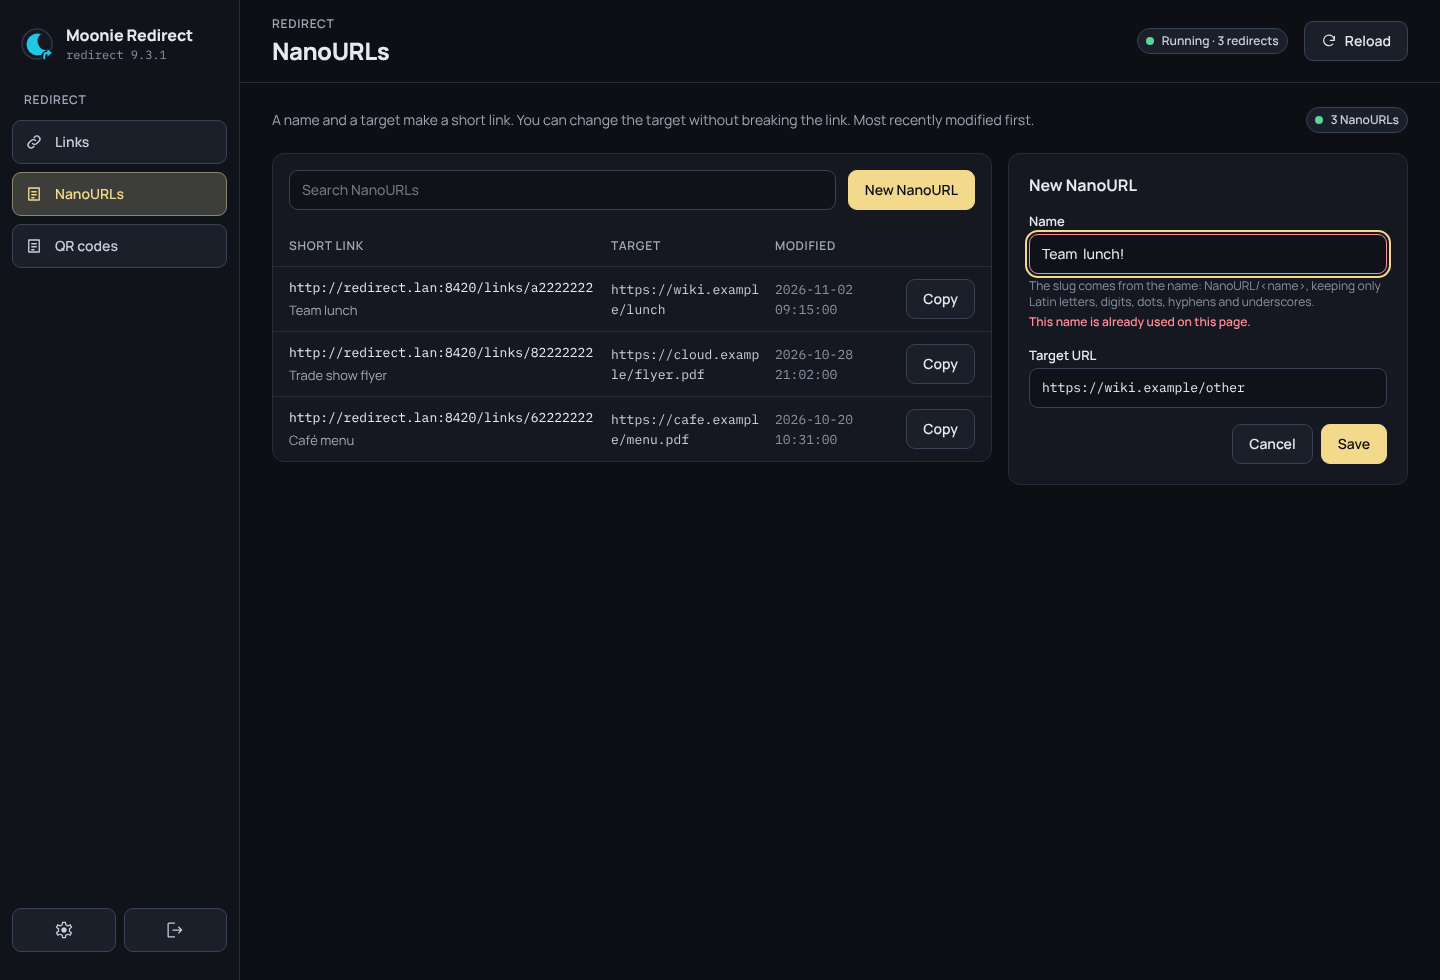 Moonie Redirect
redirect 9.3.1
REDIRECT
Links
NanoURLs
QR codes
REDIRECT
NanoURLs
Running · 3 redirects
Reload
A name and a target make a short link. You can change the target without breaking the link. Most recently modified first.
3 NanoURLs
Search NanoURLs
New NanoURL
SHORT LINK TARGET MODIFIED
http://redirect.lan:8420/links/a2222222
Team lunch
https://wiki.exampl
e/lunch
2026-11-02
09:15:00
Copy
http://redirect.lan:8420/links/82222222
Trade show flyer
https://cloud.examp
le/flyer.pdf
2026-10-28
21:02:00
Copy
http://redirect.lan:8420/links/62222222
Café menu
https://cafe.exampl
e/menu.pdf
2026-10-20
10:31:00
Copy
New NanoURL
Name
Team  lunch!
The slug comes from the name: NanoURL/<name>, keeping only
Latin letters, digits, dots, hyphens and underscores.
This name is already used on this page.
Target URL
https://wiki.example/other
Cancel
Save